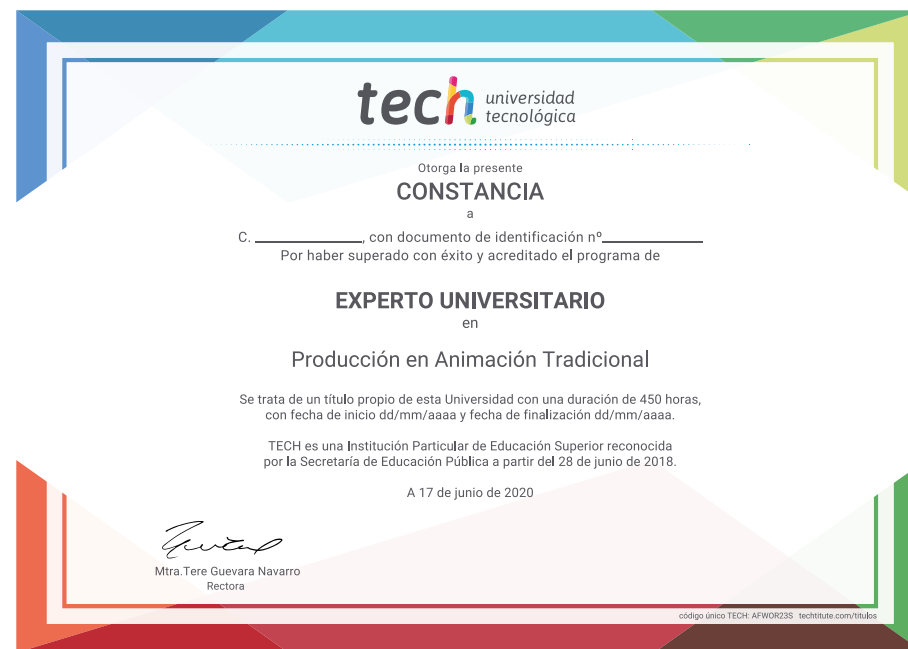 tech universidad
tecnológica
Otorga la presente
CONSTANCIA
a
C. ____________, con documento de identificación nº____________
Por haber superado con éxito y acreditado el programa de
EXPERTO UNIVERSITARIO
en
Producción en Animación Tradicional
Se trata de un título propio de esta Universidad con una duración de 450 horas,
con fecha de inicio dd/mm/aaaa y fecha de finalización dd/mm/aaaa.
TECH es una Institución Particular de Educación Superior reconocida
por la Secretaría de Educación Pública a partir del 28 de junio de 2018.
A 17 de junio de 2020
Mtra.Tere Guevara Navarro
Rectora
código único TECH: AFWOR23S techtitute.com/titulos